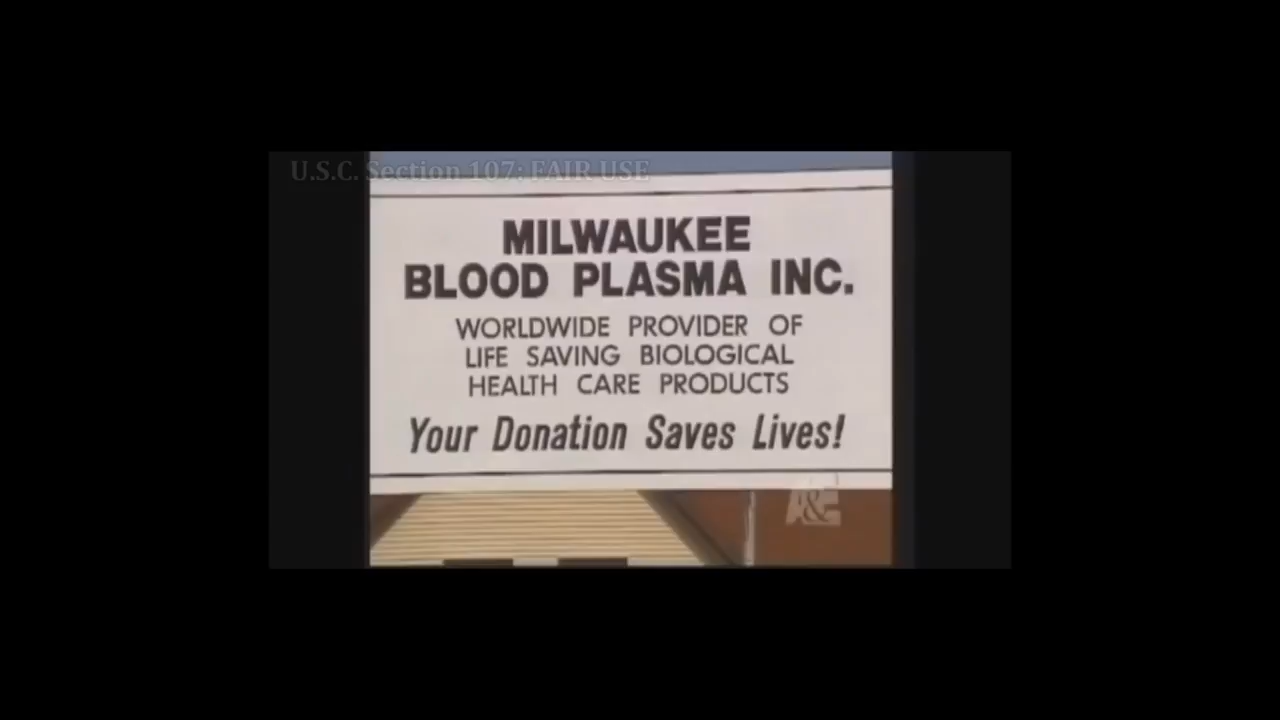 U.S.C. Section 107; FAIR USE
MILWAUKEE
BLOOD PLASMA INC.
WORLDWIDE PROVIDER OF
LIFE SAVING BIOLOGICAL
HEALTH CARE PRODUCTS
Your Donation Saves Lives!
A&E